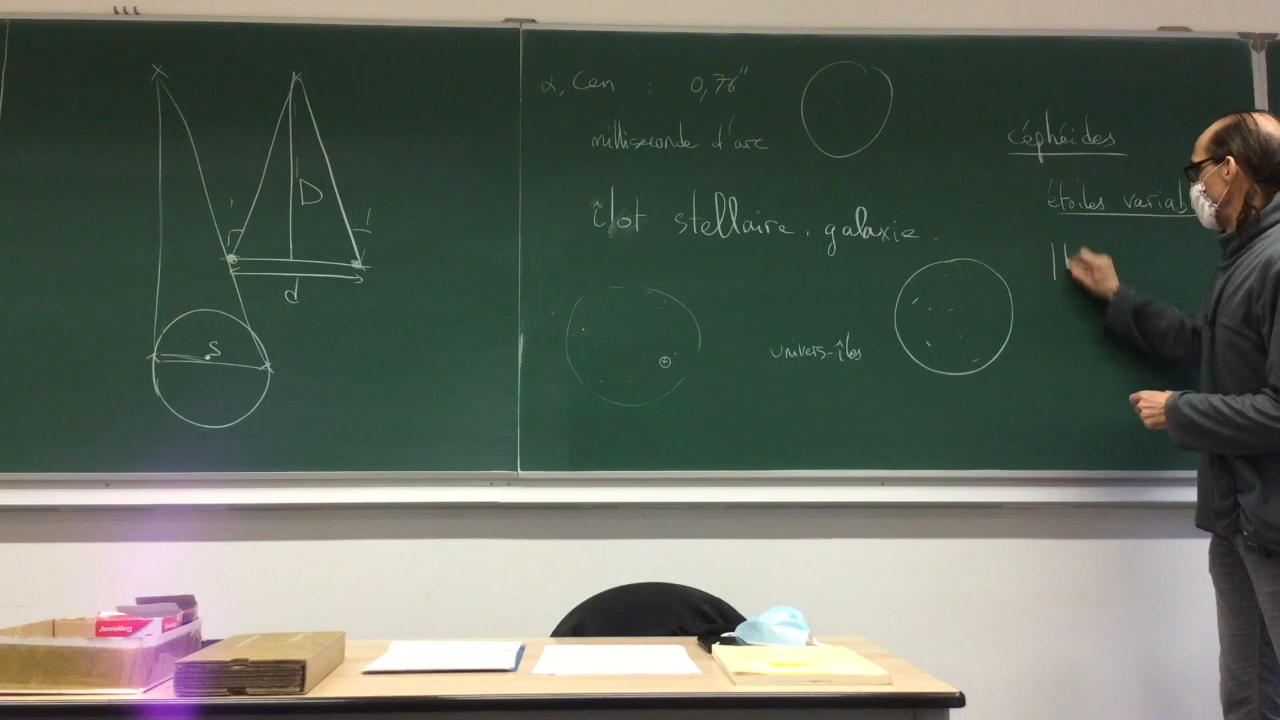 D
d
S
α, Cen : 0,76"
milliseconde d'arc
îlot stellaire, galaxie.
univers-îles
céphéides
étoiles variab